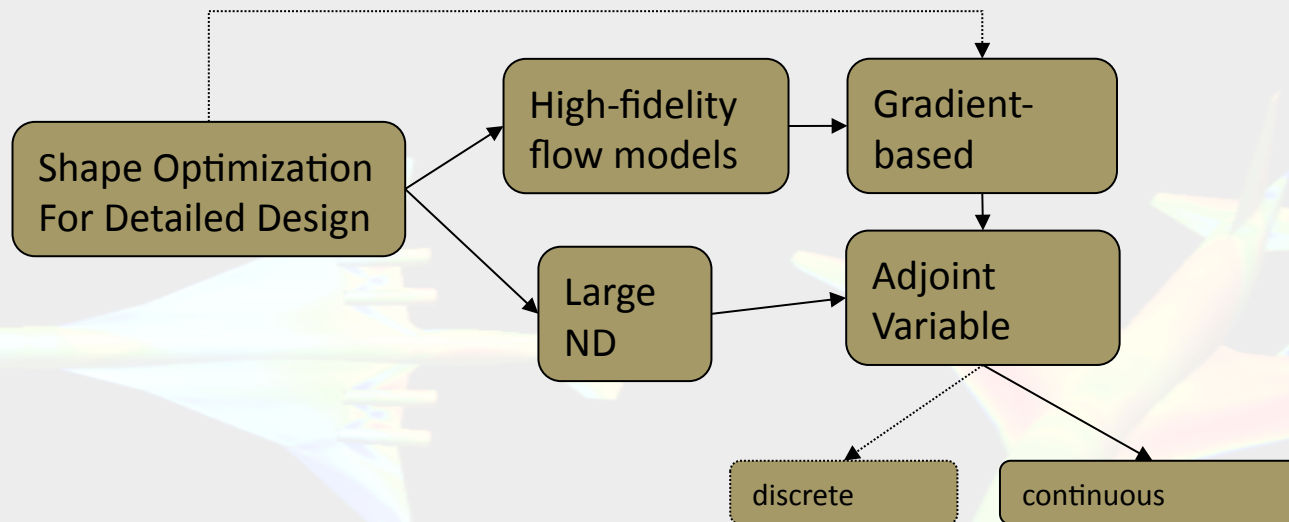 Shape Optimization
For Detailed Design
High-fidelity
flow models
Gradient-
based
Large
ND
Adjoint
Variable
discrete
continuous